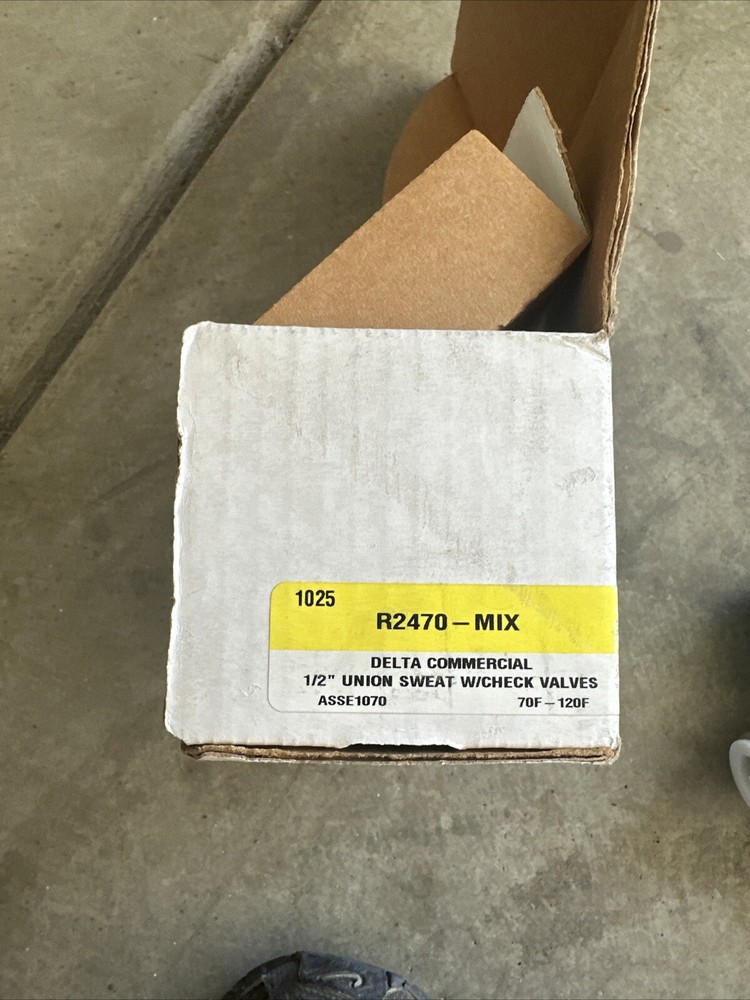 1025
R2470 – MIX
DELTA COMMERCIAL
1/2" UNION SWEAT W/CHECK VALVES
ASSE1070 70F – 120F